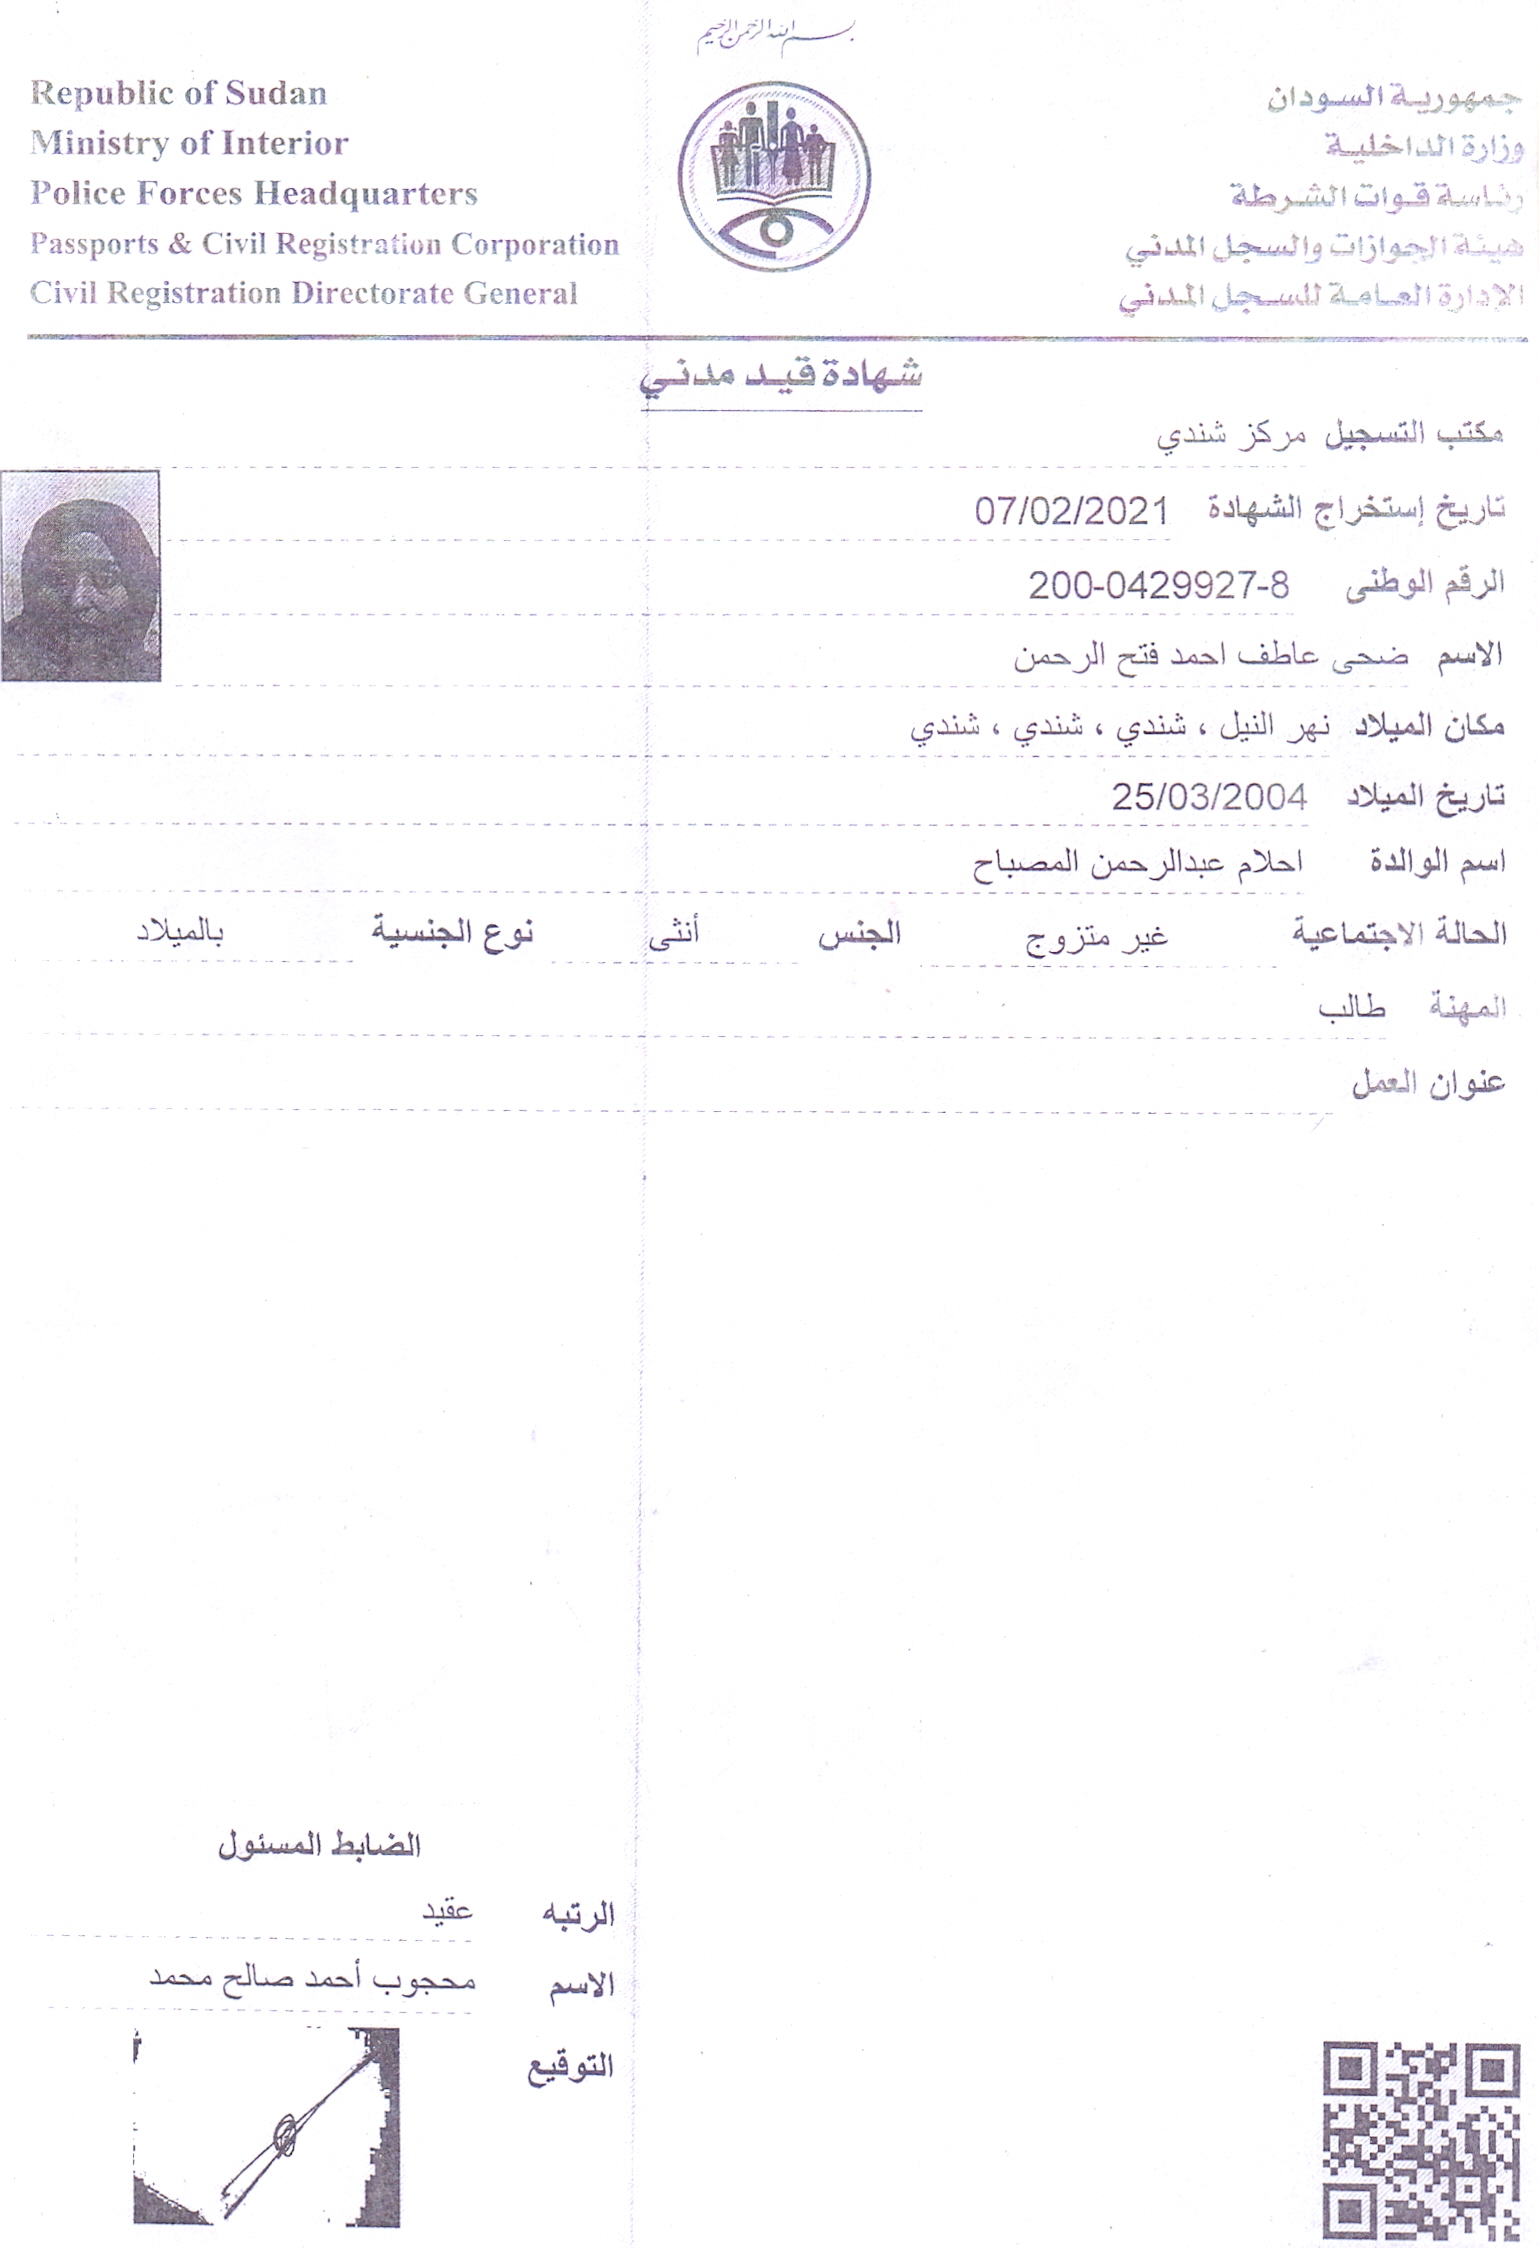 بسم الله الرحمن الرحيم
Republic of Sudan
Ministry of Interior
Police Forces Headquarters
Passports & Civil Registration Corporation
Civil Registration Directorate General
جمهورية السودان
وزارة الداخلية
رئاسة قوات الشرطة
هيئة الجوازات والسجل المدني
الإدارة العامة للسجل المدني
شهادة قيد مدني
مكتب التسجيل مركز شندي
تاريخ إستخراج الشهادة 07/02/2021
الرقم الوطنى 200-0429927-8
الاسم ضحى عاطف احمد فتح الرحمن
مكان الميلاد نهر النيل ، شندي ، شندي ، شندي
تاريخ الميلاد 25/03/2004
اسم الوالدة احلام عبدالرحمن المصباح
الحالة الاجتماعية غير متزوج الجنس أنثى نوع الجنسية بالميلاد
المهنة طالب
عنوان العمل
الضابط المسئول
الرتبه عقيد
الاسم محجوب أحمد صالح محمد
التوقيع